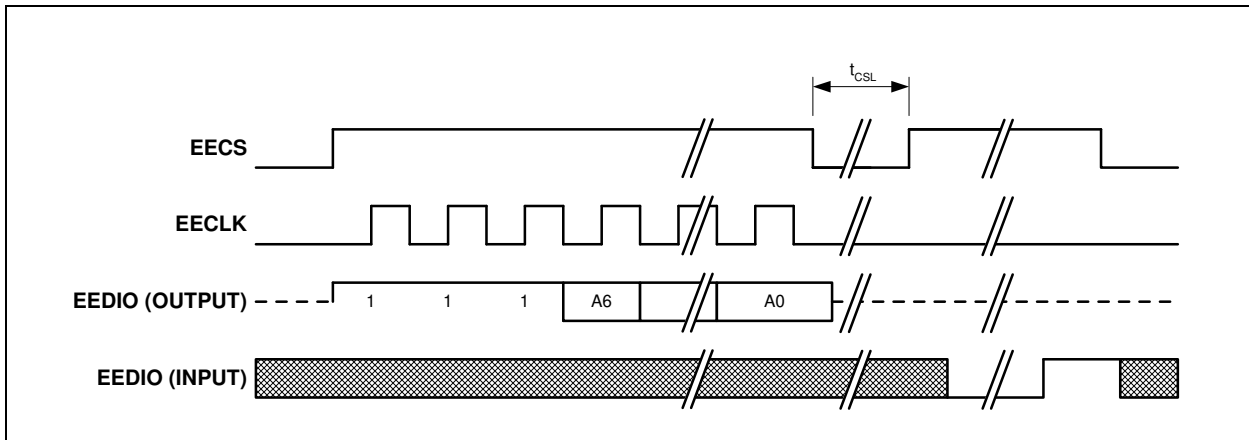 tCSL
EECS
EECLK
EEDIO (OUTPUT)
1 1 1 A6 A0
EEDIO (INPUT)